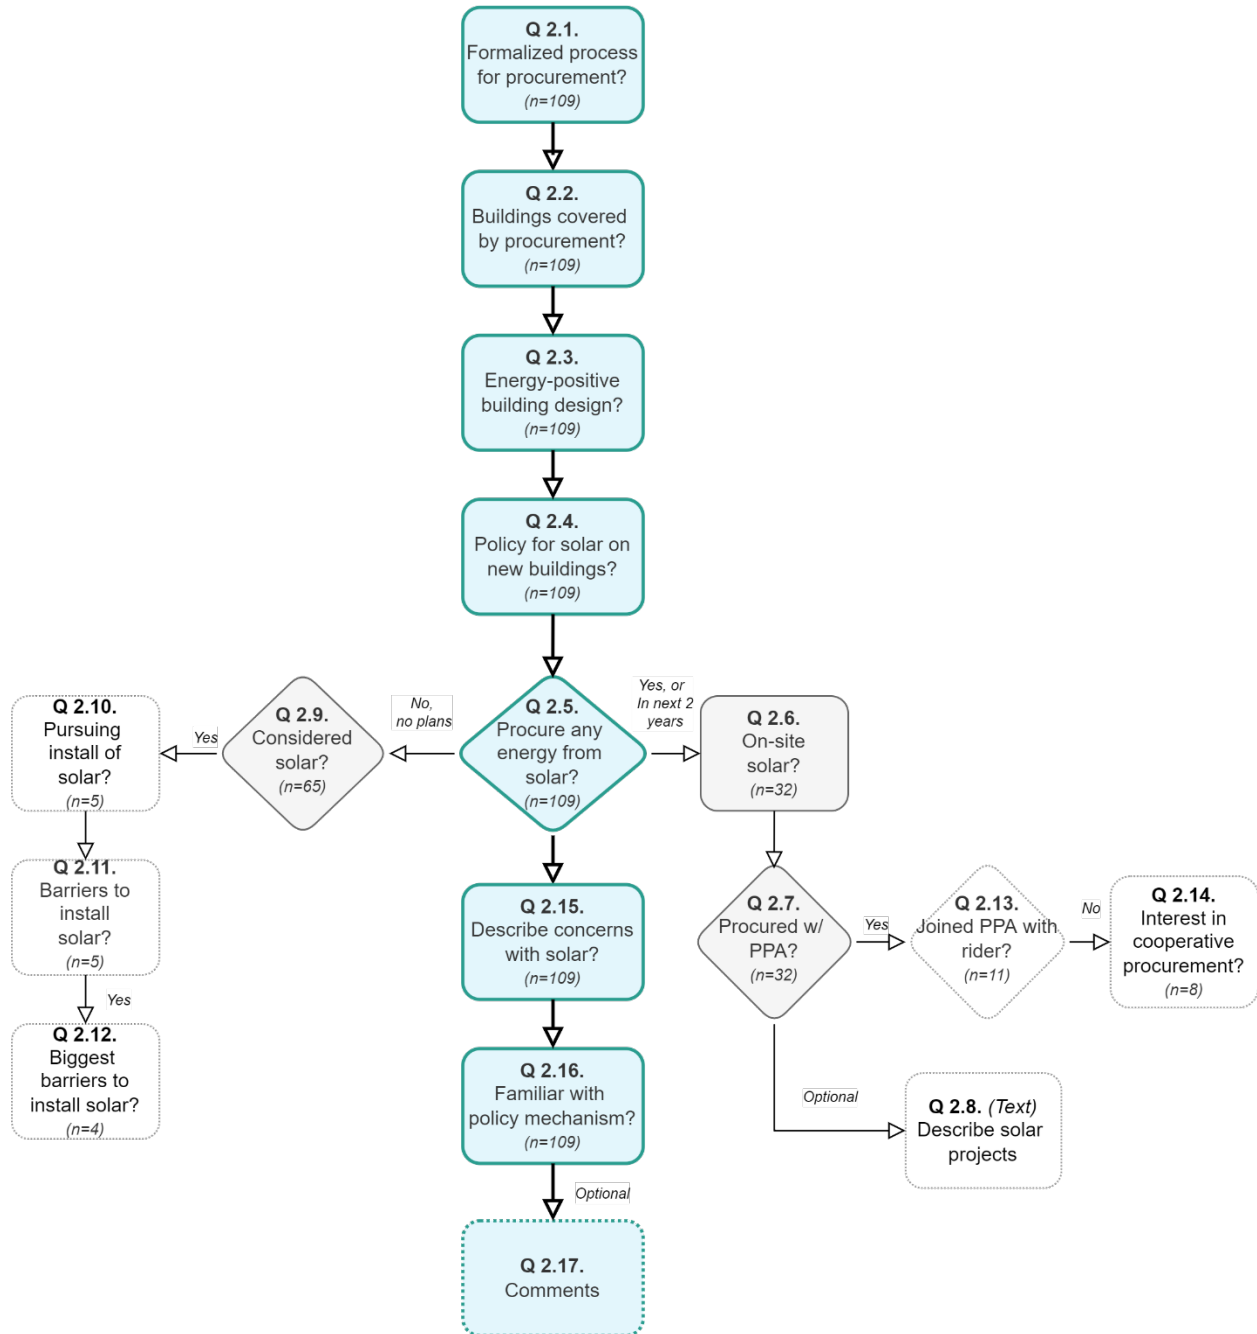 Q 2.1.
Formalized process
for procurement?
(n=109)
Q 2.2.
Buildings covered
by procurement?
(n=109)
Q 2.3.
Energy-positive
building design?
(n=109)
Q 2.4.
Policy for solar on
new buildings?
(n=109)
Q 2.5.
Procure any
energy from
solar?
(n=109)
No,
no plans
Q 2.9.
Considered
solar?
(n=65)
Yes
Q 2.10.
Pursuing
install of
solar?
(n=5)
Q 2.11.
Barriers to
install
solar?
(n=5)
Yes
Q 2.12.
Biggest
barriers to
install solar?
(n=4)
Yes, or
In next 2
years
Q 2.6.
On-site
solar?
(n=32)
Q 2.7.
Procured w/
PPA?
(n=32)
Yes
Q 2.13.
Joined PPA with
rider?
(n=11)
No
Q 2.14.
Interest in
cooperative
procurement?
(n=8)
Optional
Q 2.8. (Text)
Describe solar
projects
Q 2.15.
Describe concerns
with solar?
(n=109)
Q 2.16.
Familiar with
policy mechanism?
(n=109)
Optional
Q 2.17.
Comments